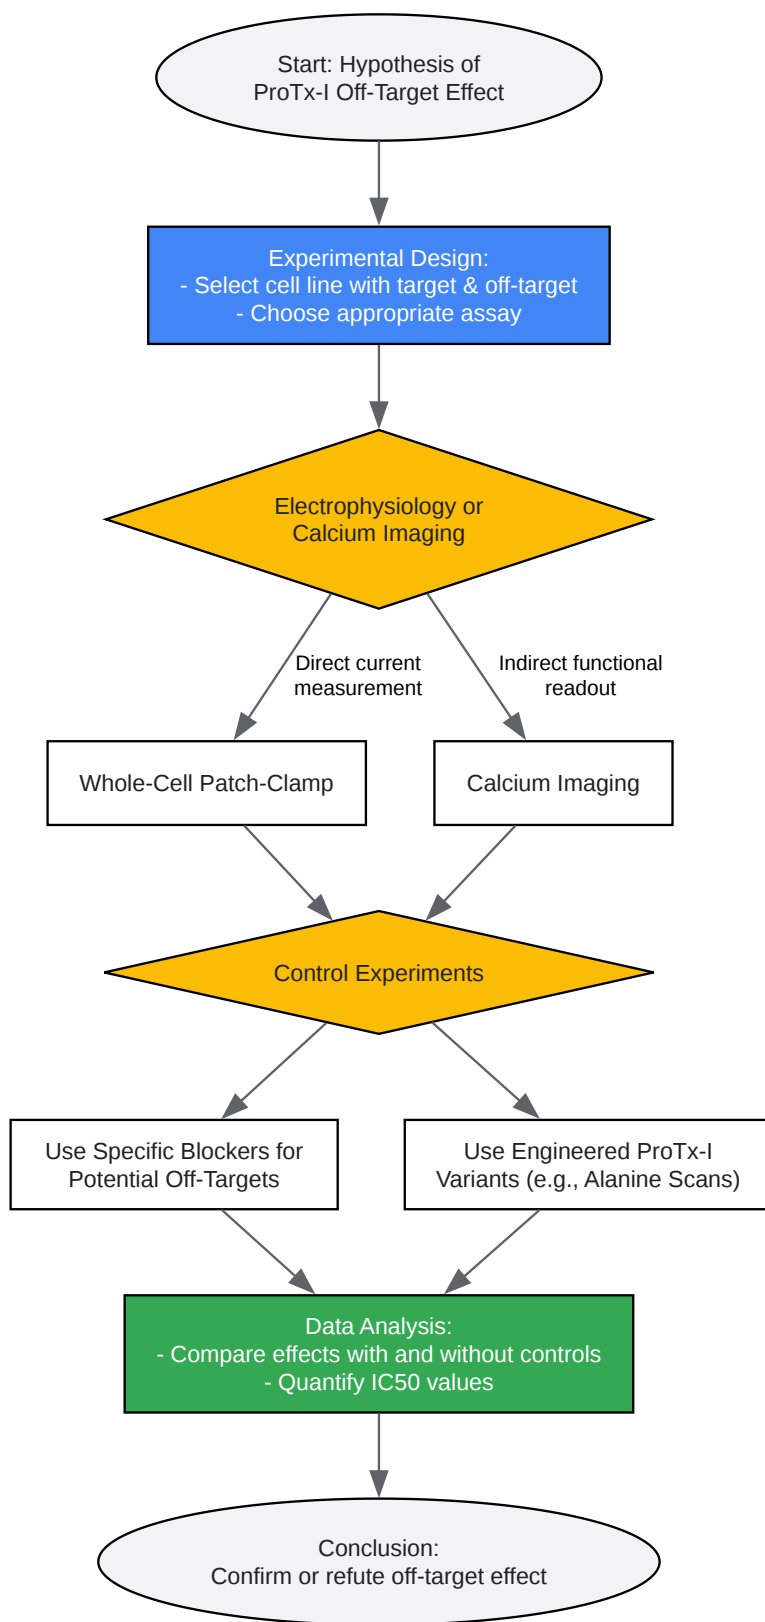 Start: Hypothesis of
ProTx-I Off-Target Effect
Experimental Design:
- Select cell line with target & off-target
- Choose appropriate assay
Electrophysiology or
Calcium Imaging
Direct current
measurement
Indirect functional
readout
Whole-Cell Patch-Clamp
Calcium Imaging
Control Experiments
Use Specific Blockers for
Potential Off-Targets
Use Engineered ProTx-I
Variants (e.g., Alanine Scans)
Data Analysis:
- Compare effects with and without controls
- Quantify IC50 values
Conclusion:
Confirm or refute off-target effect